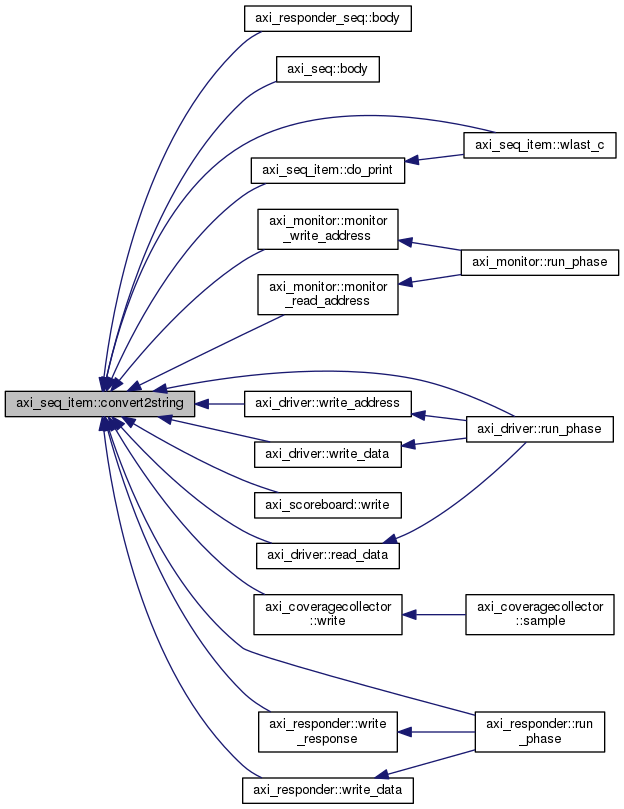 axi_responder_seq::body
axi_seq::body
axi_seq_item::wlast_c
axi_seq_item::do_print
axi_monitor::monitor
_write_address
axi_monitor::run_phase
axi_monitor::monitor
_read_address
axi_seq_item::convert2string
axi_driver::write_address
axi_driver::run_phase
axi_driver::write_data
axi_scoreboard::write
axi_driver::read_data
axi_coveragecollector
::write
axi_coveragecollector
::sample
axi_responder::write
_response
axi_responder::run
_phase
axi_responder::write_data